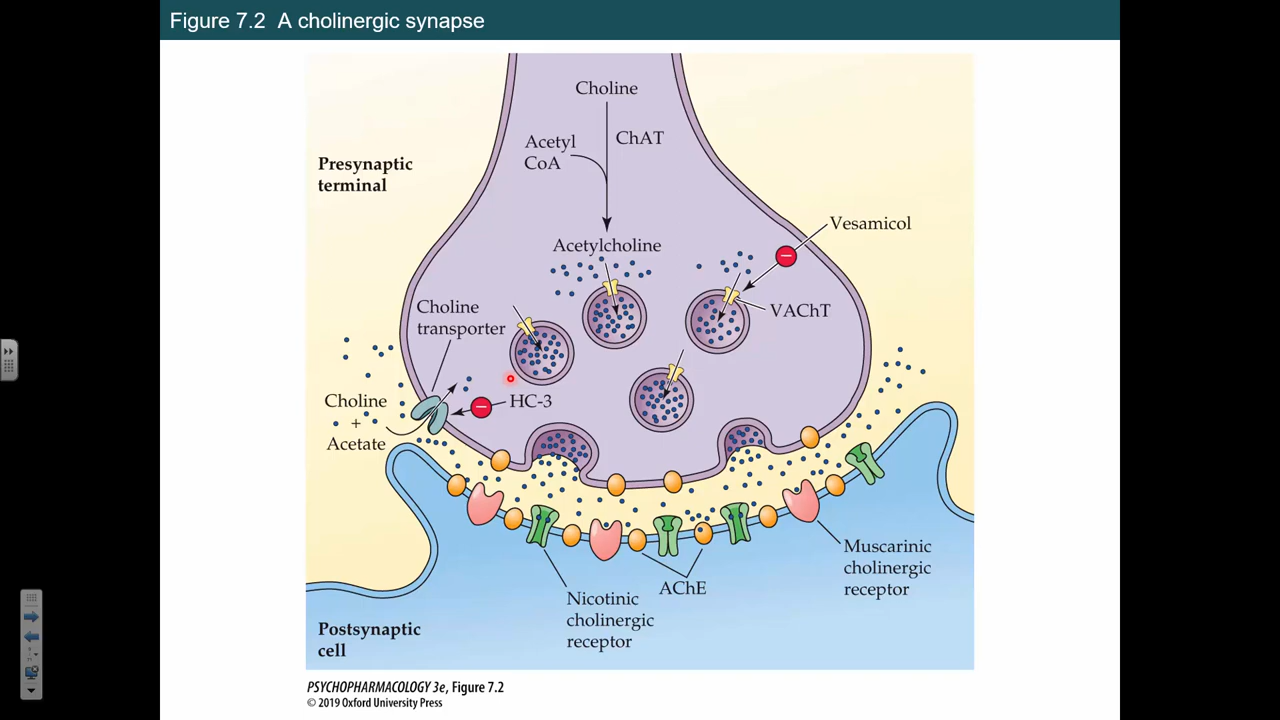 Figure 7.2 A cholinergic synapse
Choline
Acetyl
CoA
ChAT
Presynaptic
terminal
Acetylcholine
Vesamicol
Choline
transporter
VAChT
Choline
+
Acetate
HC-3
Muscarinic
cholinergic
receptor
AChE
Nicotinic
cholinergic
receptor
Postsynaptic
cell
PSYCHOPHARMACOLOGY 3e, Figure 7.2
© 2019 Oxford University Press